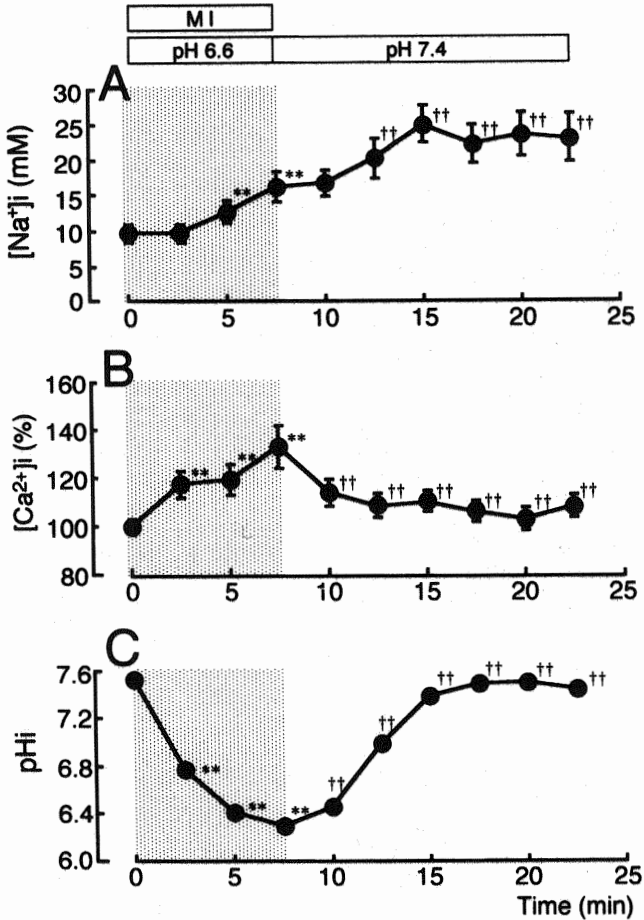 MI
pH 6.6 pH 7.4
A
30
25
20
15
10
5
0
[Na⁺]i (mM)
** ** †† †† †† †† ††
0 5 10 15 20 25
B
160
140
120
100
80
[Ca²⁺]i (%)
** ** ** †† †† †† †† †† ††
0 5 10 15 20 25
C
7.6
7.2
6.8
6.4
6.0
pHi
** ** ** †† †† †† †† †† ††
0 5 10 15 20 25
Time (min)